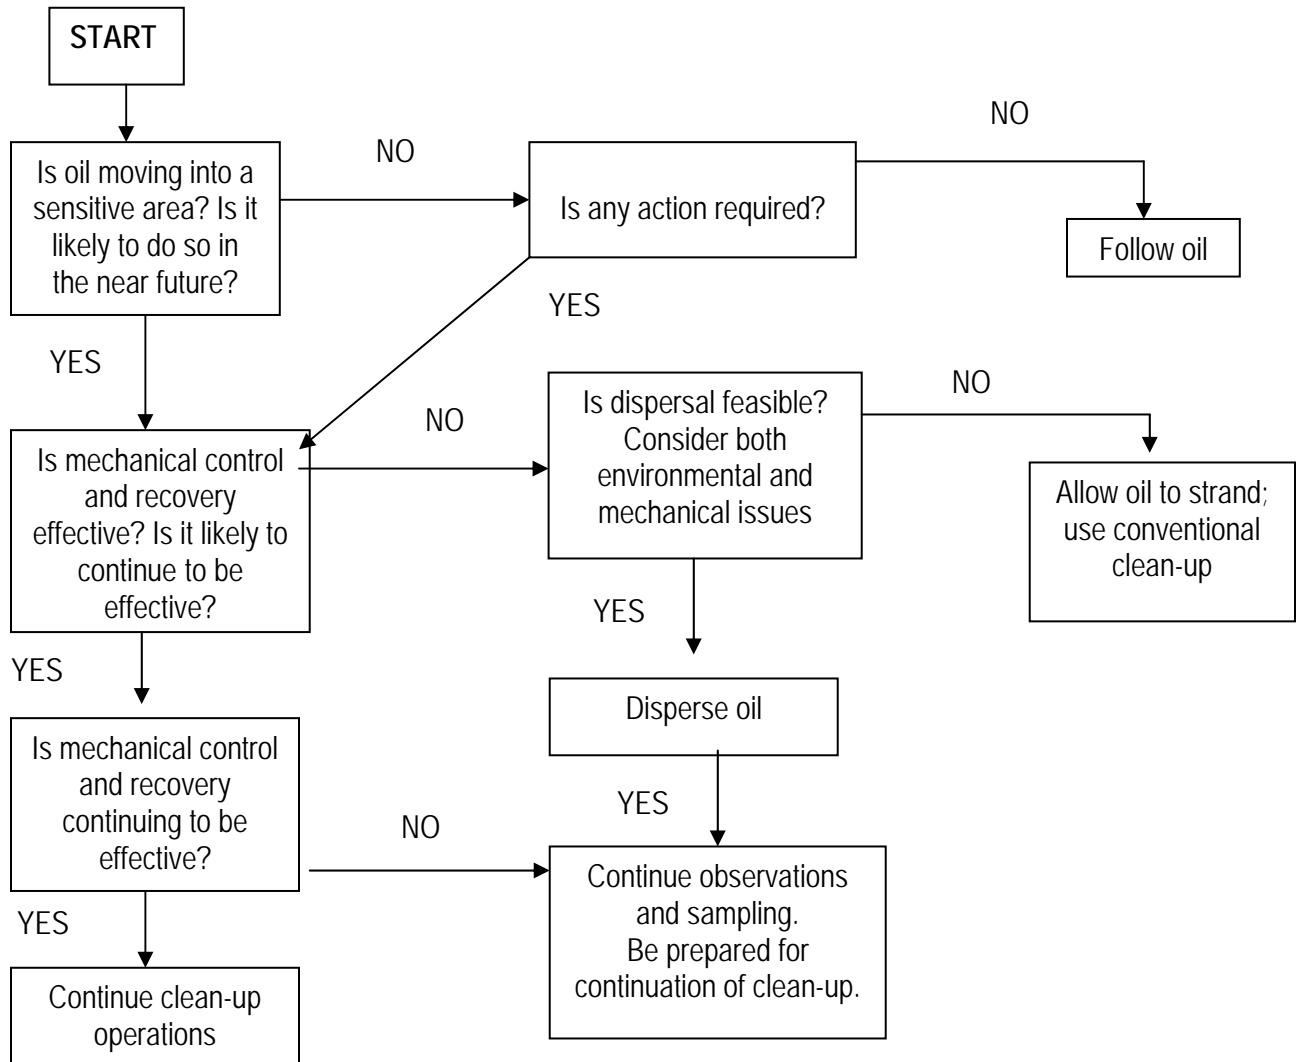 START
NO
NO
Is oil moving into a
sensitive area? Is it
likely to do so in
the near future?
Is any action required?
Follow oil
YES
YES
NO
NO
Is mechanical control
and recovery
effective? Is it likely to
continue to be
effective?
Is dispersal feasible?
Consider both
environmental and
mechanical issues
Allow oil to strand;
use conventional
clean-up
YES
YES
Disperse oil
Is mechanical control
and recovery
continuing to be
effective?
YES
NO
Continue observations
and sampling.
Be prepared for
continuation of clean-up.
YES
Continue clean-up
operations